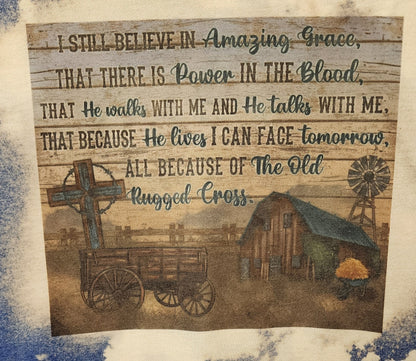 I STILL BELIEVE IN Amazing Grace,
THAT THERE IS Power IN THE Blood,
THAT He walks WITH ME AND He talks WITH ME,
THAT BECAUSE He lives I CAN FACE tomorrow,
ALL BECAUSE OF The Old
Rugged Cross.